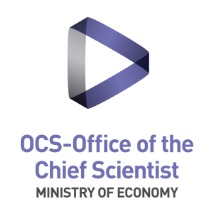 OCS-Office of the
Chief Scientist
MINISTRY OF ECONOMY